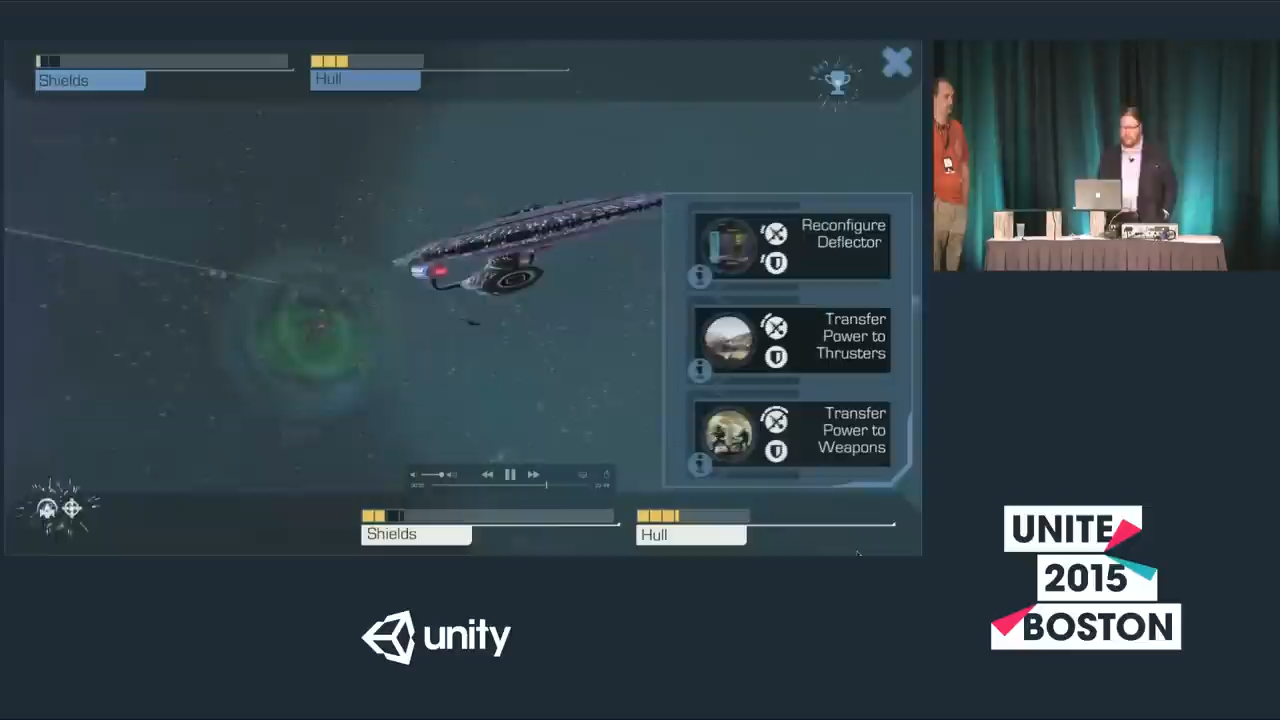 Shields
Hull
Reconfigure
Deflector
Transfer
Power to
Thrusters
Transfer
Power to
Weapons
Shields
Hull
unity
UNITE
2015
BOSTON